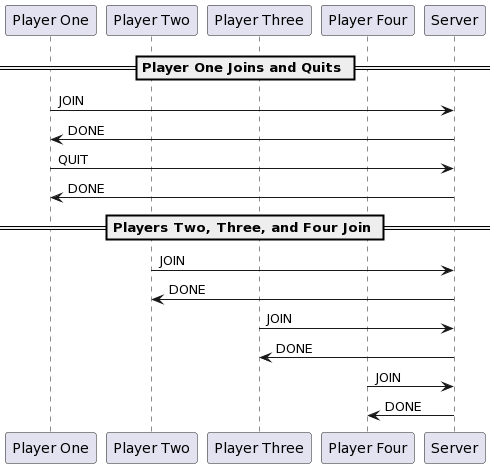 Player One Player Two Player Three Player Four Server
Player One Joins and Quits
JOIN
DONE
QUIT
DONE
Players Two, Three, and Four Join
JOIN
DONE
JOIN
DONE
JOIN
DONE
Player One Player Two Player Three Player Four Server